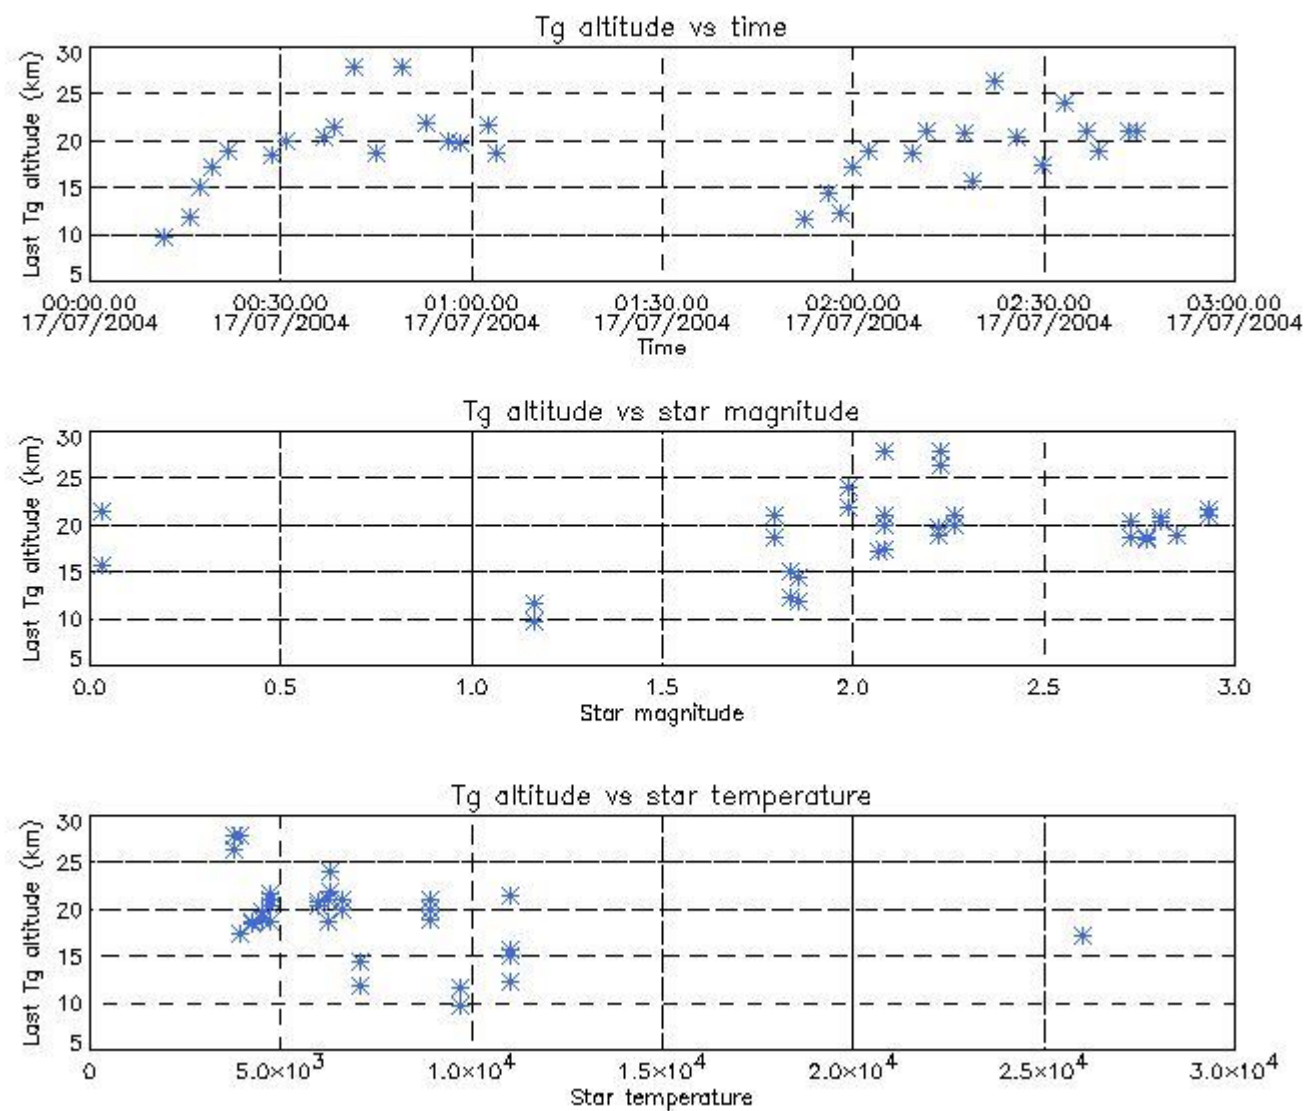 Tg altitude vs time
Last Tg altitude (km)
30
25
20
15
10
5
00:00.00 00:30.00 01:00.00 01:30.00 02:00.00 02:30.00 03:00.00
17/07/2004 17/07/2004 17/07/2004 17/07/2004 17/07/2004 17/07/2004 17/07/2004
Time
Tg altitude vs star magnitude
Last Tg altitude (km)
30
25
20
15
10
5
0.0 0.5 1.0 1.5 2.0 2.5 3.0
Star magnitude
Tg altitude vs star temperature
Last Tg altitude (km)
30
25
20
15
10
5
0 5.0×10³ 1.0×10⁴ 1.5×10⁴ 2.0×10⁴ 2.5×10⁴ 3.0×10⁴
Star temperature